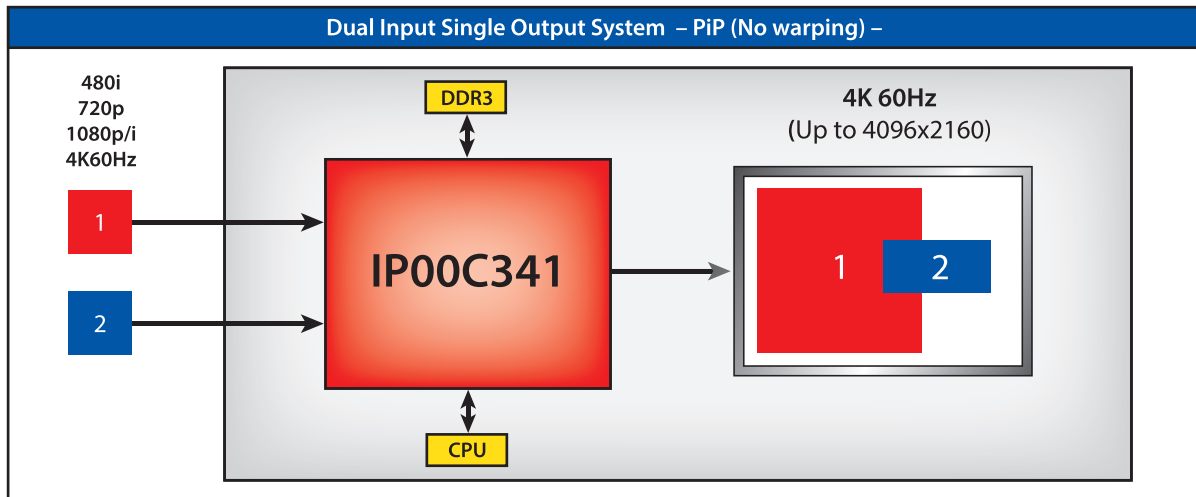 Dual Input Single Output System – PiP (No warping) –
480i
720p
1080p/i
4K60Hz
1
2
DDR3
IP00C341
CPU
4K 60Hz
(Up to 4096x2160)
1
2